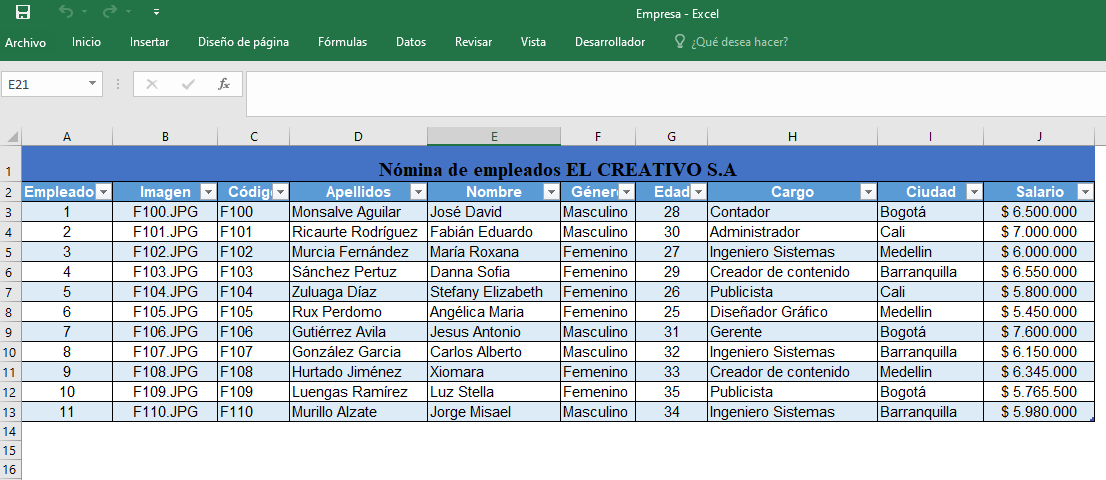 Empresa - Excel
Archivo Inicio Insertar Diseño de página Fórmulas Datos Revisar Vista Desarrollador ¿Qué desea hacer?
E21 fx
A B C D E F G H I J
1 Nómina de empleados EL CREATIVO S.A
2 Empleado Imagen Códig Apellidos Nombre Géner Edad Cargo Ciudad Salario
3 1 F100.JPG F100 Monsalve Aguilar José David Masculino 28 Contador Bogotá $ 6.500.000
4 2 F101.JPG F101 Ricaurte Rodríguez Fabián Eduardo Masculino 30 Administrador Cali $ 7.000.000
5 3 F102.JPG F102 Murcia Fernández María Roxana Femenino 27 Ingeniero Sistemas Medellin $ 6.000.000
6 4 F103.JPG F103 Sánchez Pertuz Danna Sofia Femenino 29 Creador de contenido Barranquilla $ 6.550.000
7 5 F104.JPG F104 Zuluaga Díaz Stefany Elizabeth Femenino 26 Publicista Cali $ 5.800.000
8 6 F105.JPG F105 Rux Perdomo Angélica Maria Femenino 25 Diseñador Gráfico Medellin $ 5.450.000
9 7 F106.JPG F106 Gutiérrez Avila Jesus Antonio Masculino 31 Gerente Bogotá $ 7.600.000
10 8 F107.JPG F107 González Garcia Carlos Alberto Masculino 32 Ingeniero Sistemas Barranquilla $ 6.150.000
11 9 F108.JPG F108 Hurtado Jiménez Xiomara Femenino 33 Creador de contenido Medellin $ 6.345.000
12 10 F109.JPG F109 Luengas Ramírez Luz Stella Femenino 35 Publicista Bogotá $ 5.765.500
13 11 F110.JPG F110 Murillo Alzate Jorge Misael Masculino 34 Ingeniero Sistemas Barranquilla $ 5.980.000
14
15
16